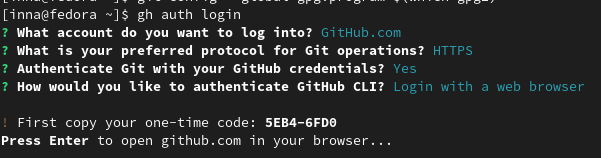 [inna@fedora ~]$ gh auth login
? What account do you want to log into? GitHub.com
? What is your preferred protocol for Git operations? HTTPS
? Authenticate Git with your GitHub credentials? Yes
? How would you like to authenticate GitHub CLI? Login with a web browser
! First copy your one-time code: 5EB4-6FD0
Press Enter to open github.com in your browser...